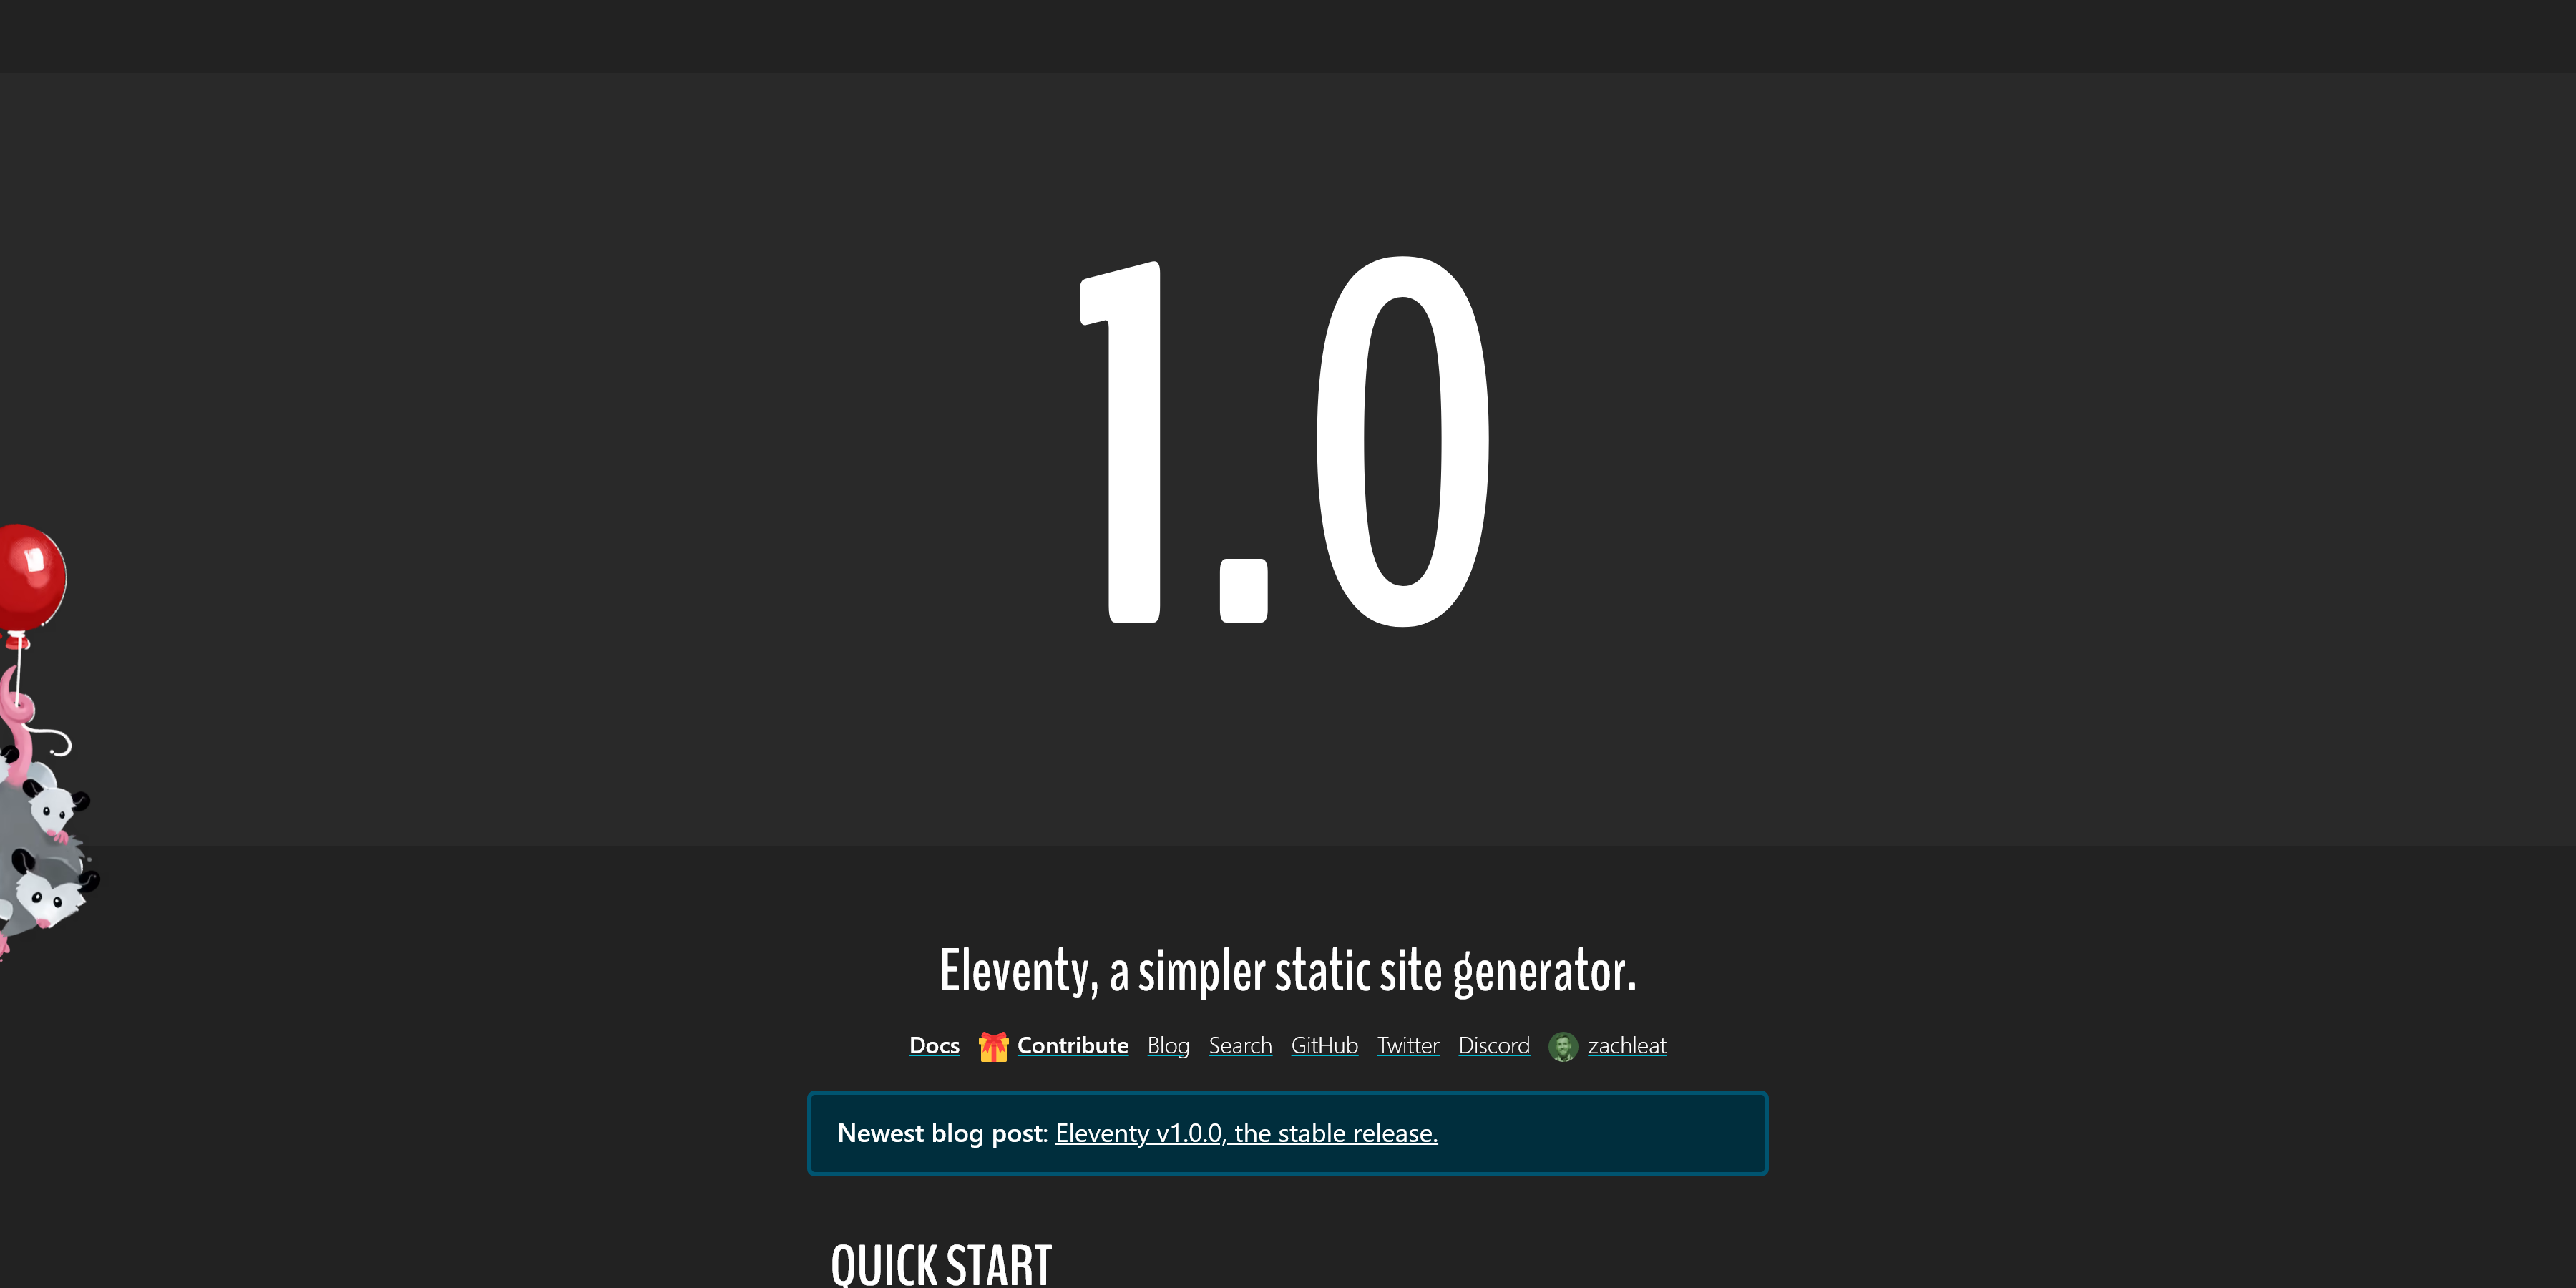 1.0
Eleventy, a simpler static site generator.
Docs Contribute Blog Search GitHub Twitter Discord zachleat
Newest blog post: Eleventy v1.0.0, the stable release.
QUICK START